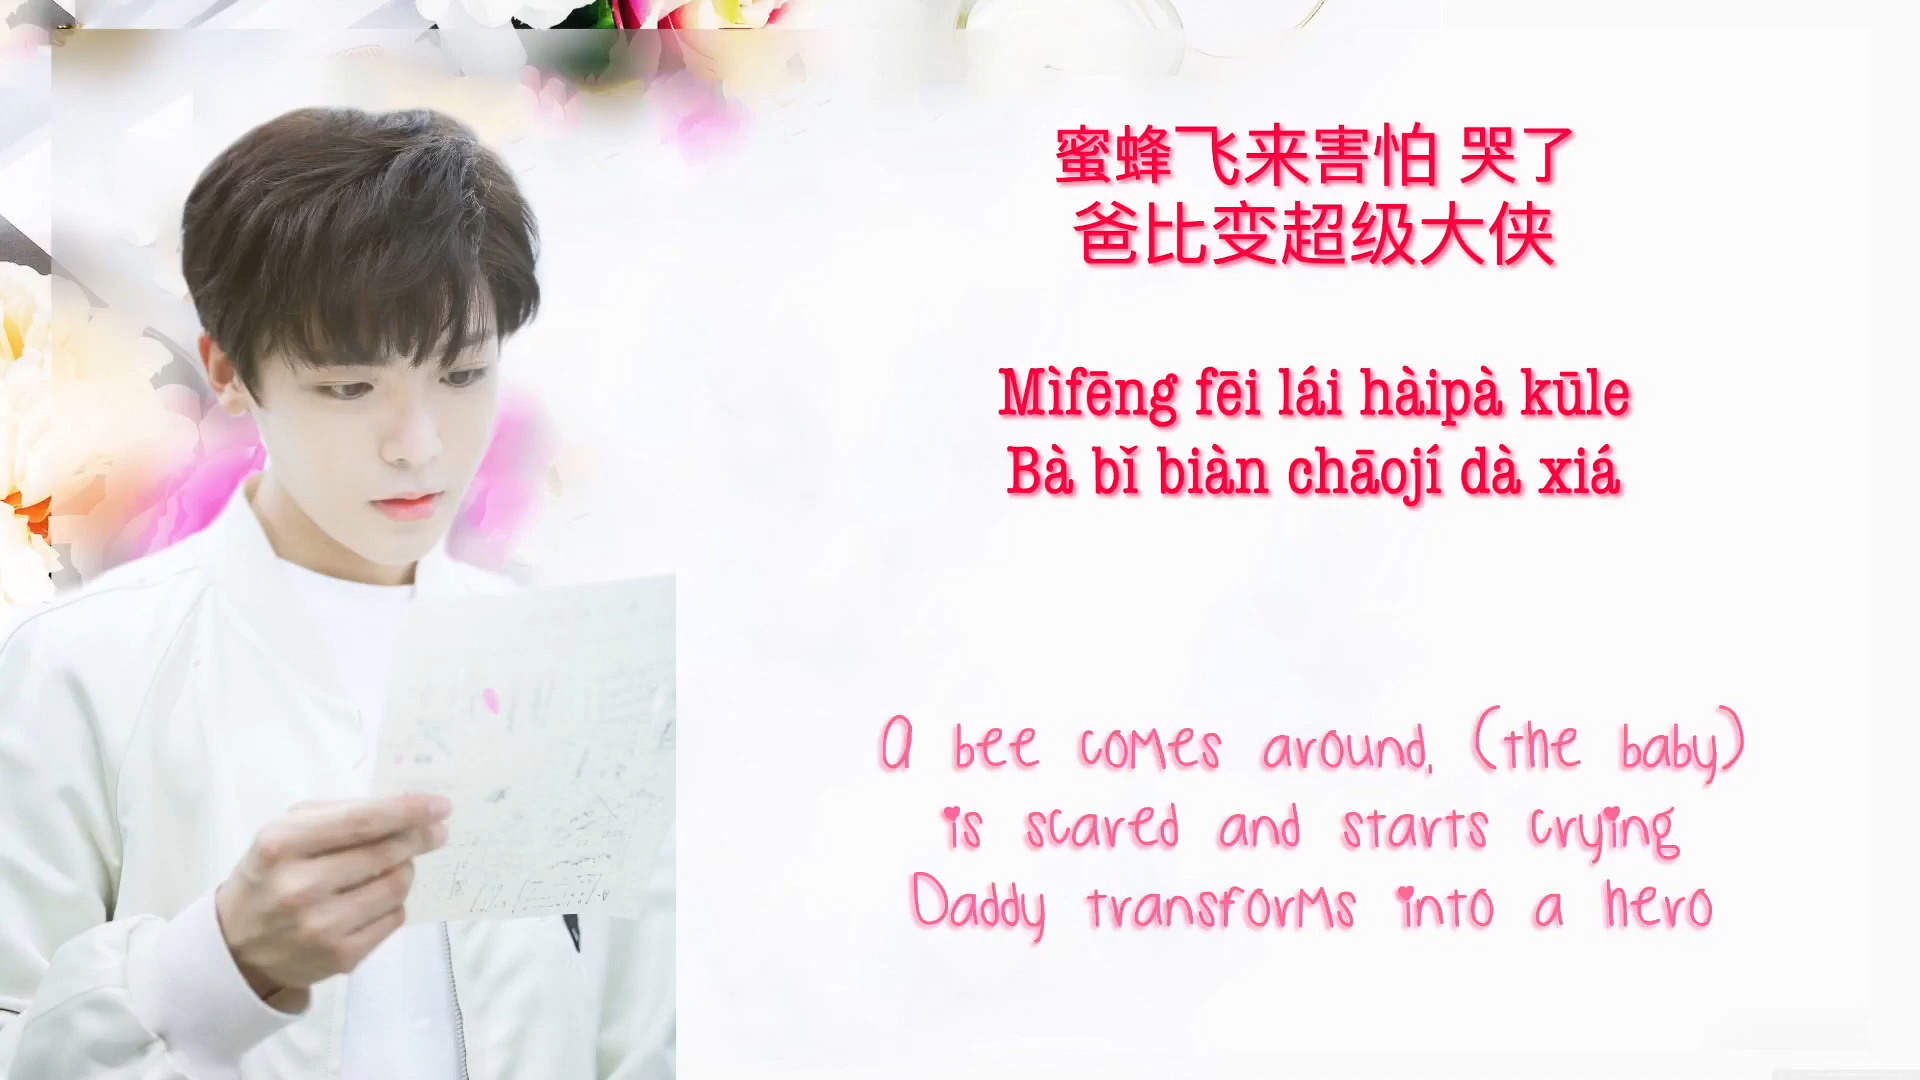 蜜蜂飞来害怕 哭了
爸比变超级大侠
Mìfēng fēi lái hàipà kūle
Bà bǐ biàn chāojí dà xiá
A bee comes around, (the baby)
is scared and starts crying
Daddy transforms into a hero